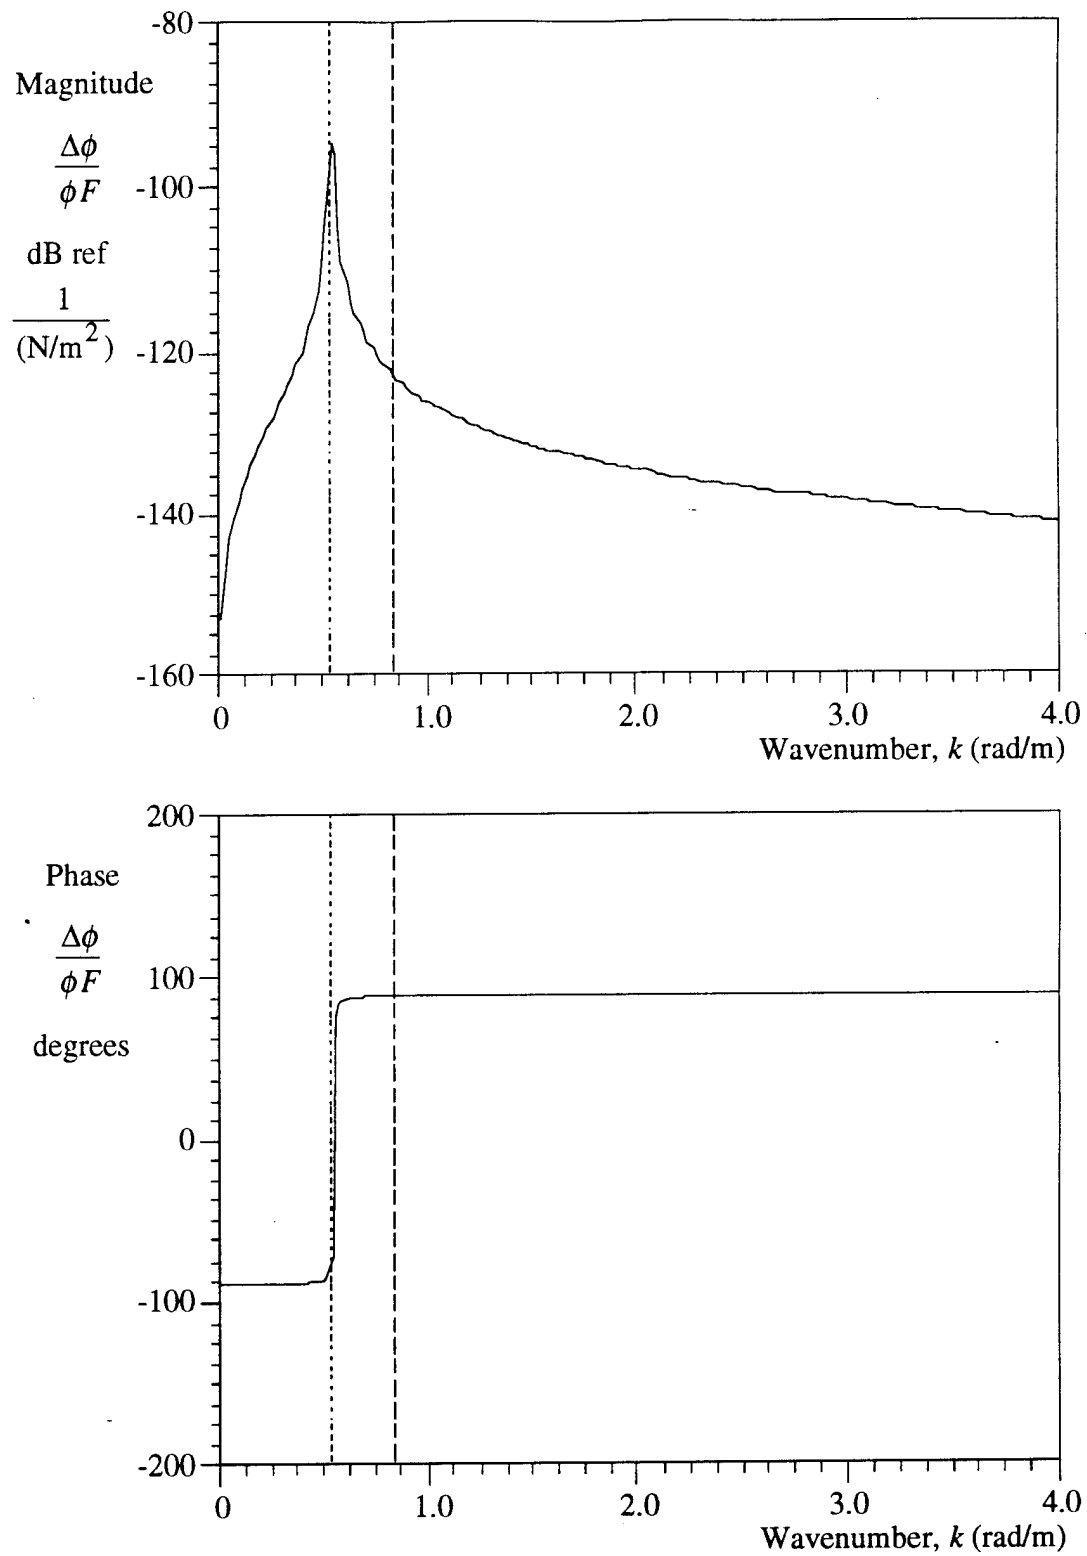 -80
Magnitude
Δϕ
ϕF
-100
dB ref
1
(N/m²)
-120
-140
-160
0 1.0 2.0 3.0 4.0
Wavenumber, k (rad/m)
200
Phase
Δϕ
ϕF
100
degrees
0
-100
-200
0 1.0 2.0 3.0 4.0
Wavenumber, k (rad/m)